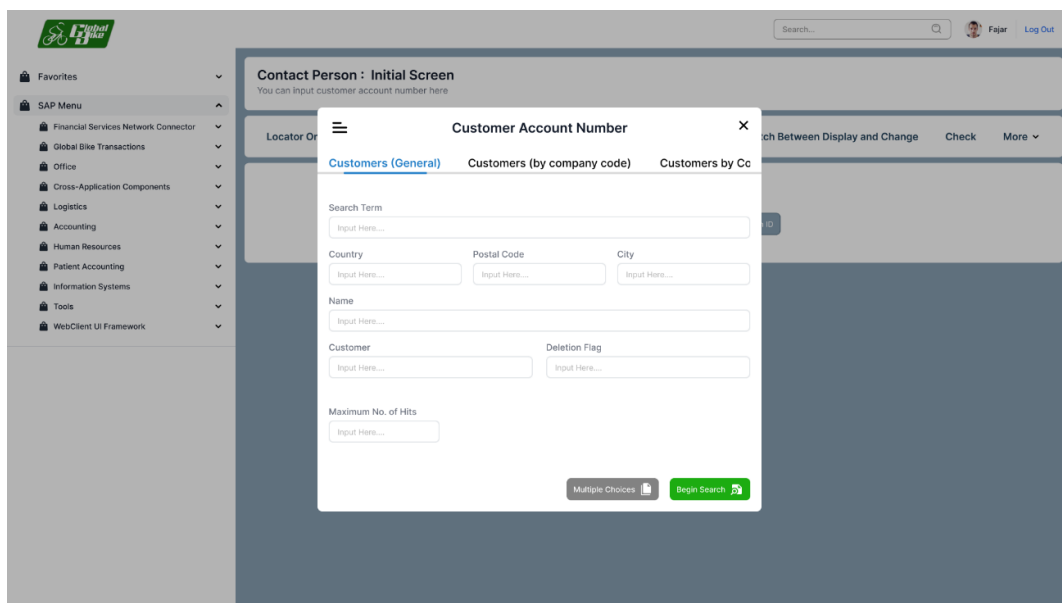 Global Bike
Search...
Fajar
Log Out
Favorites
SAP Menu
Financial Services Network Connector
Global Bike Transactions
Office
Cross-Application Components
Logistics
Accounting
Human Resources
Patient Accounting
Information Systems
Tools
WebClient UI Framework
Contact Person : Initial Screen
You can input customer account number here
Locator Or
tch Between Display and Change
Check
More
ID
Customer Account Number
Customers (General)
Customers (by company code)
Customers by Co
Search Term
Input Here....
Country
Postal Code
City
Input Here....
Input Here....
Input Here....
Name
Input Here....
Customer
Deletion Flag
Input Here....
Input Here....
Maximum No. of Hits
Input Here....
Multiple Choices
Begin Search